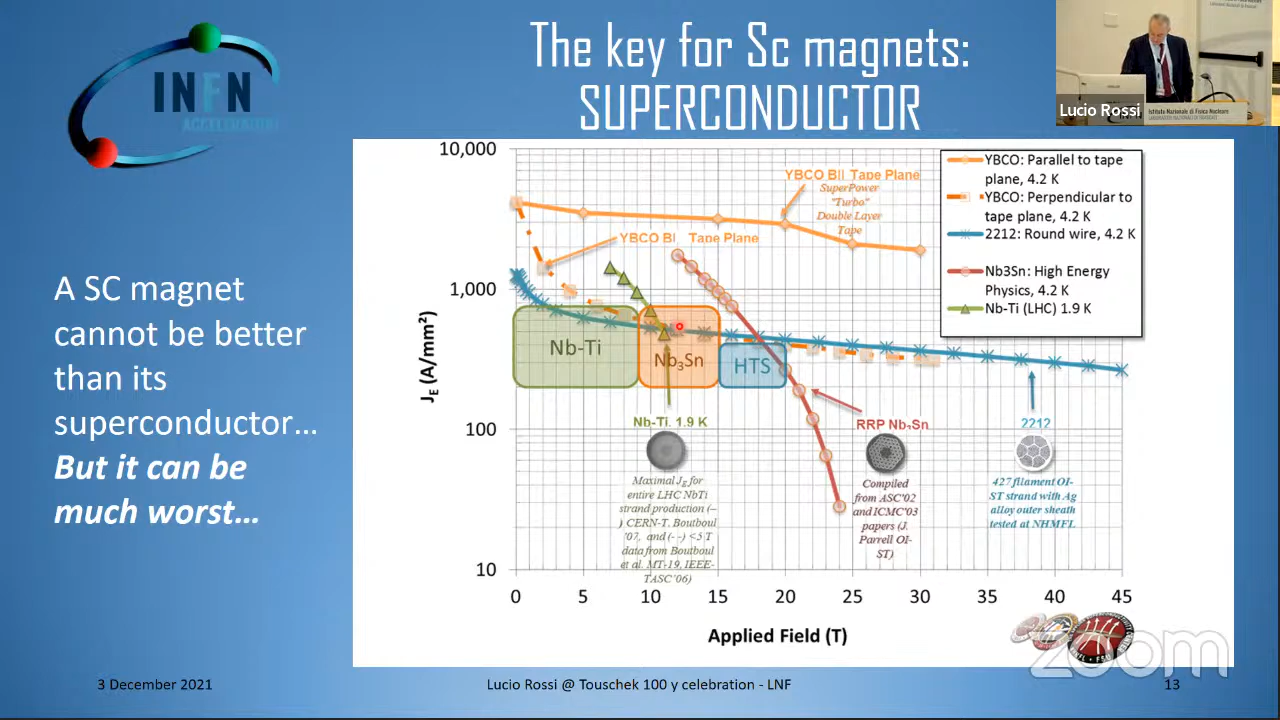 The key for Sc magnets:
SUPERCONDUCTOR
INFN
ACCELERATORI
Istituto Nazionale di Fisica Nucleare
Lucio Rossi
A SC magnet
cannot be better
than its
superconductor...
But it can be
much worst...
10,000
1,000
100
10
JE (A/mm²)
0 5 10 15 20 25 30 35 40 45
Applied Field (T)
YBCO B|| Tape Plane
SuperPower
"Turbo"
Double Layer
Tape
YBCO B⊥ Tape Plane
YBCO: Parallel to tape
plane, 4.2 K
YBCO: Perpendicular to
tape plane, 4.2 K
2212: Round wire, 4.2 K
Nb3Sn: High Energy
Physics, 4.2 K
Nb-Ti (LHC) 1.9 K
Nb-Ti
Nb₃Sn
HTS
Nb-Ti, 1.9 K
Maximal JE for
entire LHC NbTi
strand production (–
) CERN-T. Boutboul
'07, and (- -) <5 T
data from Boutboul
et al. MT-19, IEEE-
TASC'06)
RRP Nb₃Sn
Compiled
from ASC'02
and ICMC'03
papers (J.
Parrell OI-
ST)
2212
427 filament OI-
ST strand with Ag
alloy outer sheath
tested at NHMFL
zoom
3 December 2021
Lucio Rossi @ Touschek 100 y celebration - LNF
13